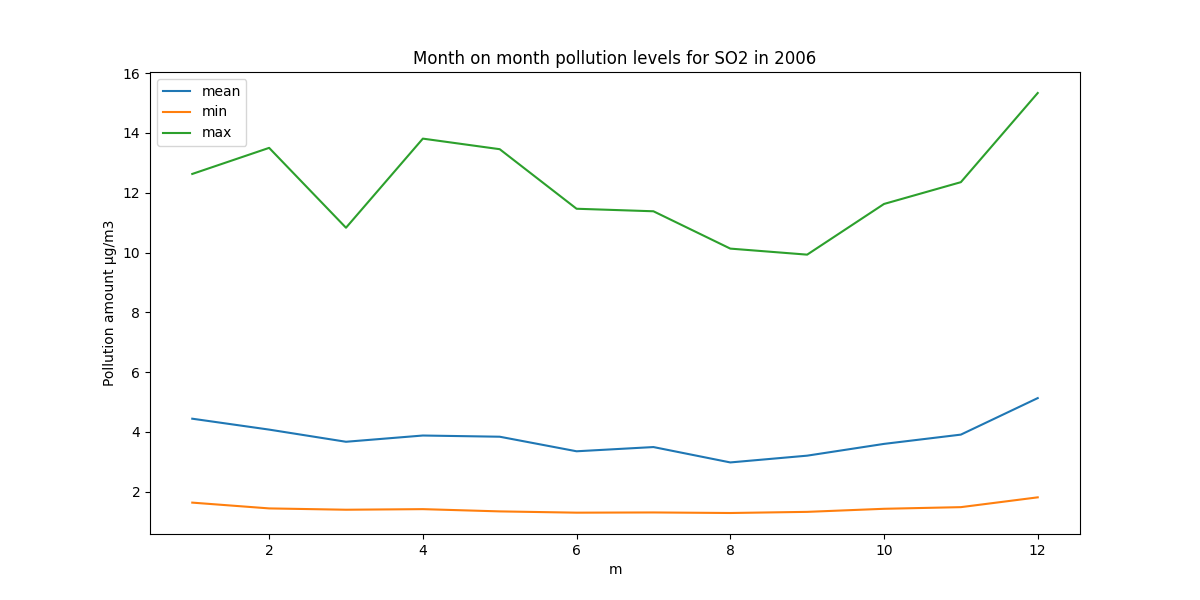 Month on month pollution levels for SO2 in 2006
16
14
12
10
8
6
4
2
Pollution amount µg/m3
mean
min
max
2 4 6 8 10 12
m